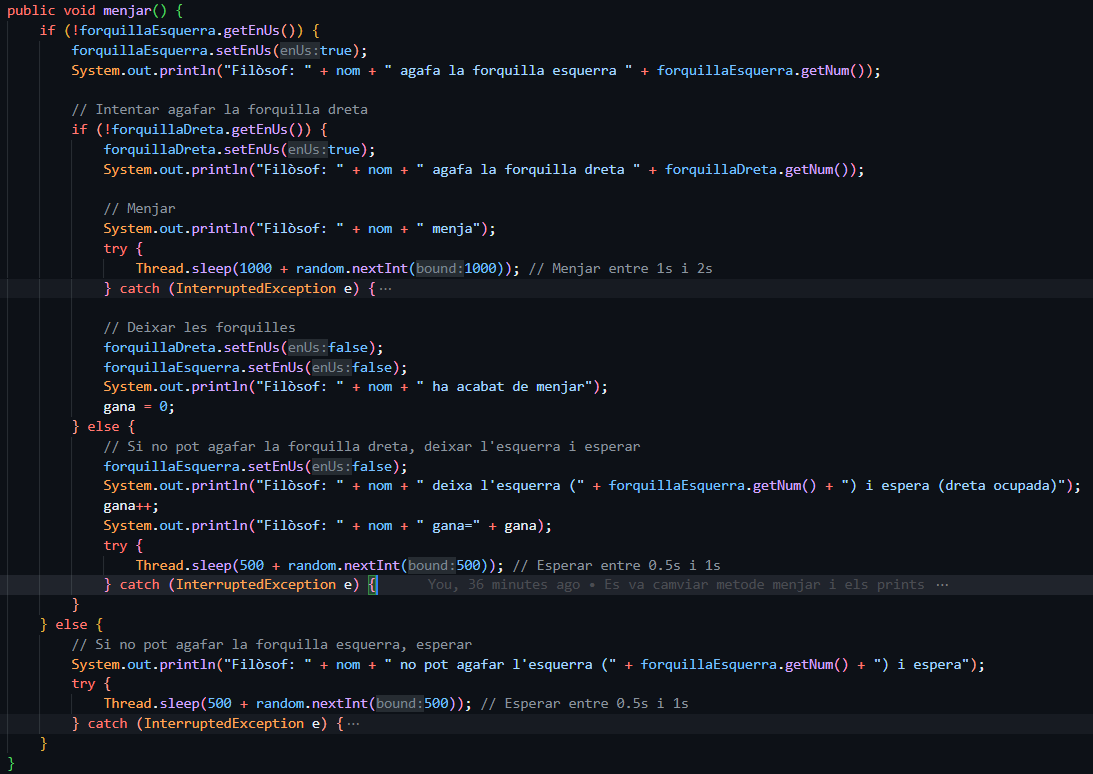 public void menjar() {
if (!forquillaEsquerra.getEnUs()) {
forquillaEsquerra.setEnUs(enUs:true);
System.out.println("Filòsof: " + nom + " agafa la forquilla esquerra " + forquillaEsquerra.getNum());
// Intentar agafar la forquilla dreta
if (!forquillaDreta.getEnUs()) {
forquillaDreta.setEnUs(enUs:true);
System.out.println("Filòsof: " + nom + " agafa la forquilla dreta " + forquillaDreta.getNum());
// Menjar
System.out.println("Filòsof: " + nom + " menja");
try {
Thread.sleep(1000 + random.nextInt(bound:1000)); // Menjar entre 1s i 2s
} catch (InterruptedException e) {···
// Deixar les forquilles
forquillaDreta.setEnUs(enUs:false);
forquillaEsquerra.setEnUs(enUs:false);
System.out.println("Filòsof: " + nom + " ha acabat de menjar");
gana = 0;
} else {
// Si no pot agafar la forquilla dreta, deixar l'esquerra i esperar
forquillaEsquerra.setEnUs(enUs:false);
System.out.println("Filòsof: " + nom + " deixa l'esquerra (" + forquillaEsquerra.getNum() + ") i espera (dreta ocupada)");
gana++;
System.out.println("Filòsof: " + nom + " gana=" + gana);
try {
Thread.sleep(500 + random.nextInt(bound:500)); // Esperar entre 0.5s i 1s
} catch (InterruptedException e) { You, 36 minutes ago • Es va camviar metode menjar i els prints ···
}
} else {
// Si no pot agafar la forquilla esquerra, esperar
System.out.println("Filòsof: " + nom + " no pot agafar l'esquerra (" + forquillaEsquerra.getNum() + ") i espera");
try {
Thread.sleep(500 + random.nextInt(bound:500)); // Esperar entre 0.5s i 1s
} catch (InterruptedException e) {···
}
}